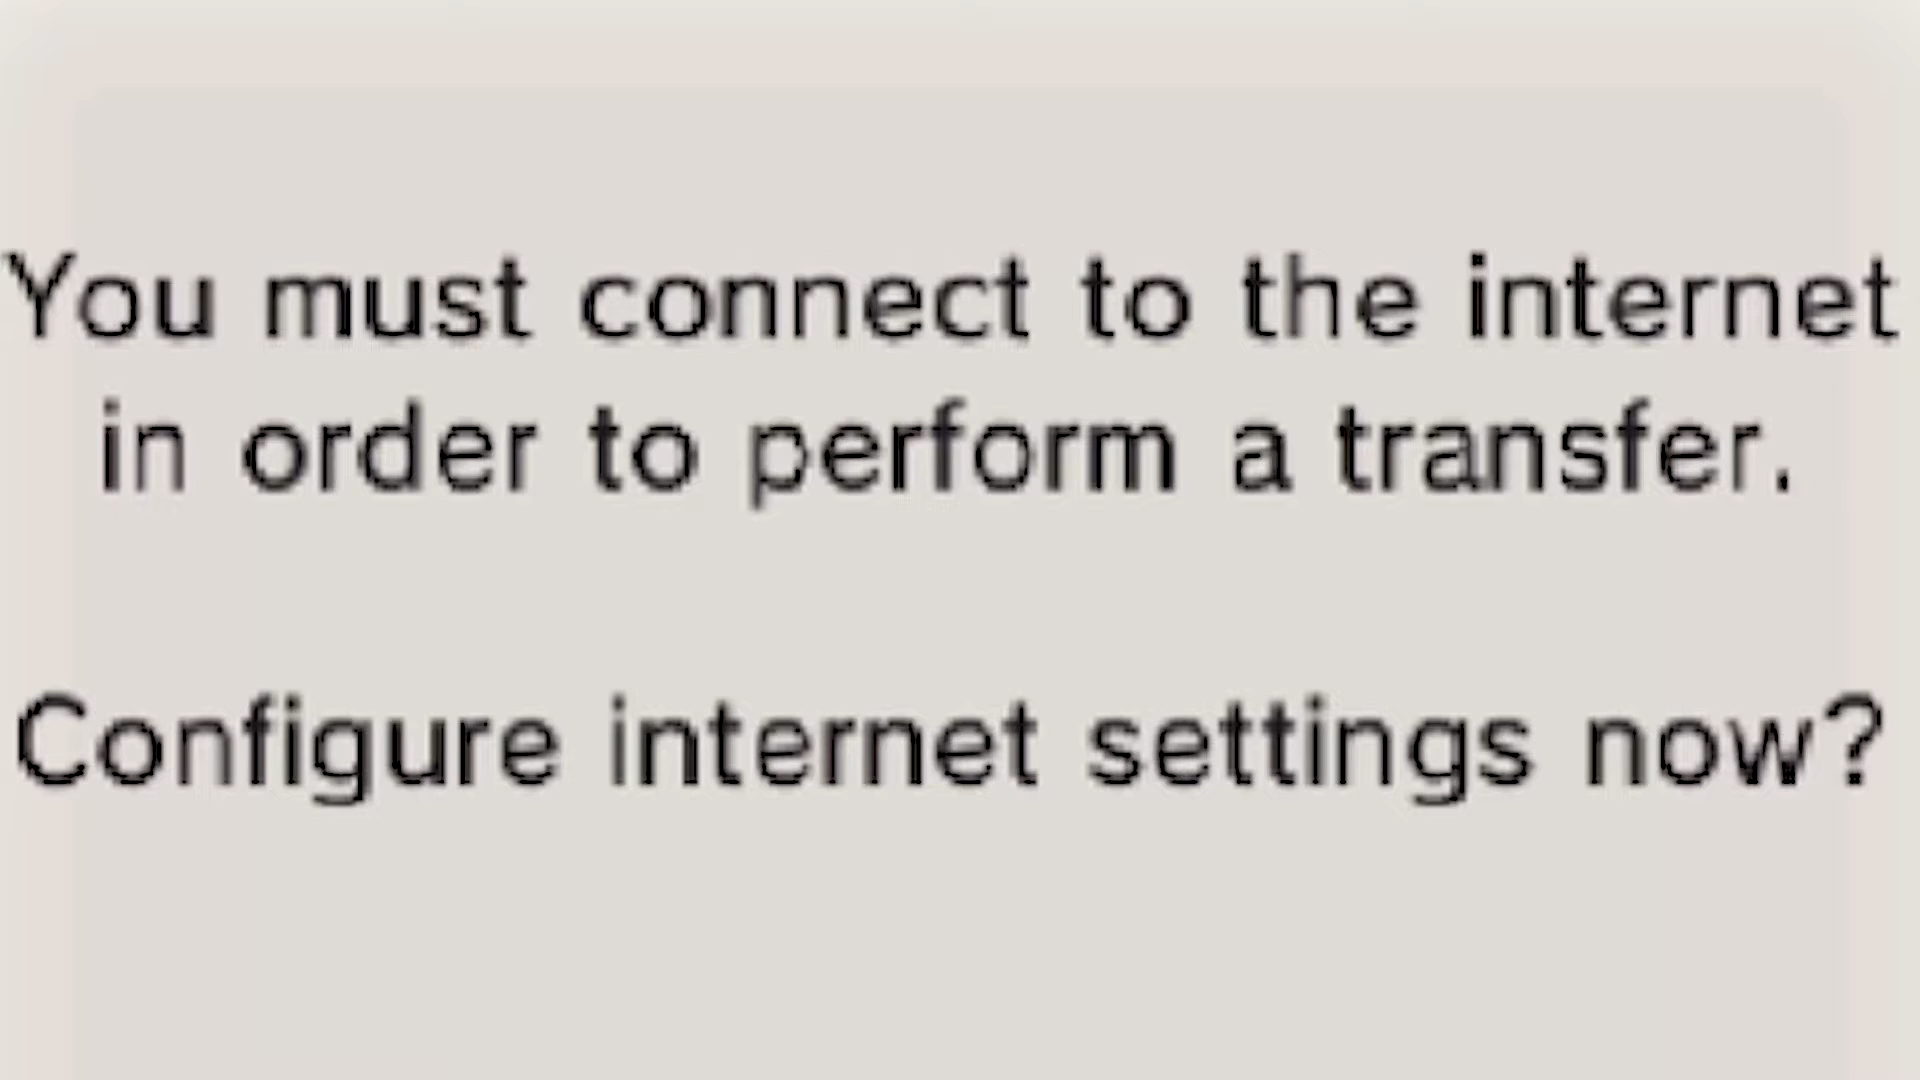 You must connect to the internet
in order to perform a transfer.
Configure internet settings now?